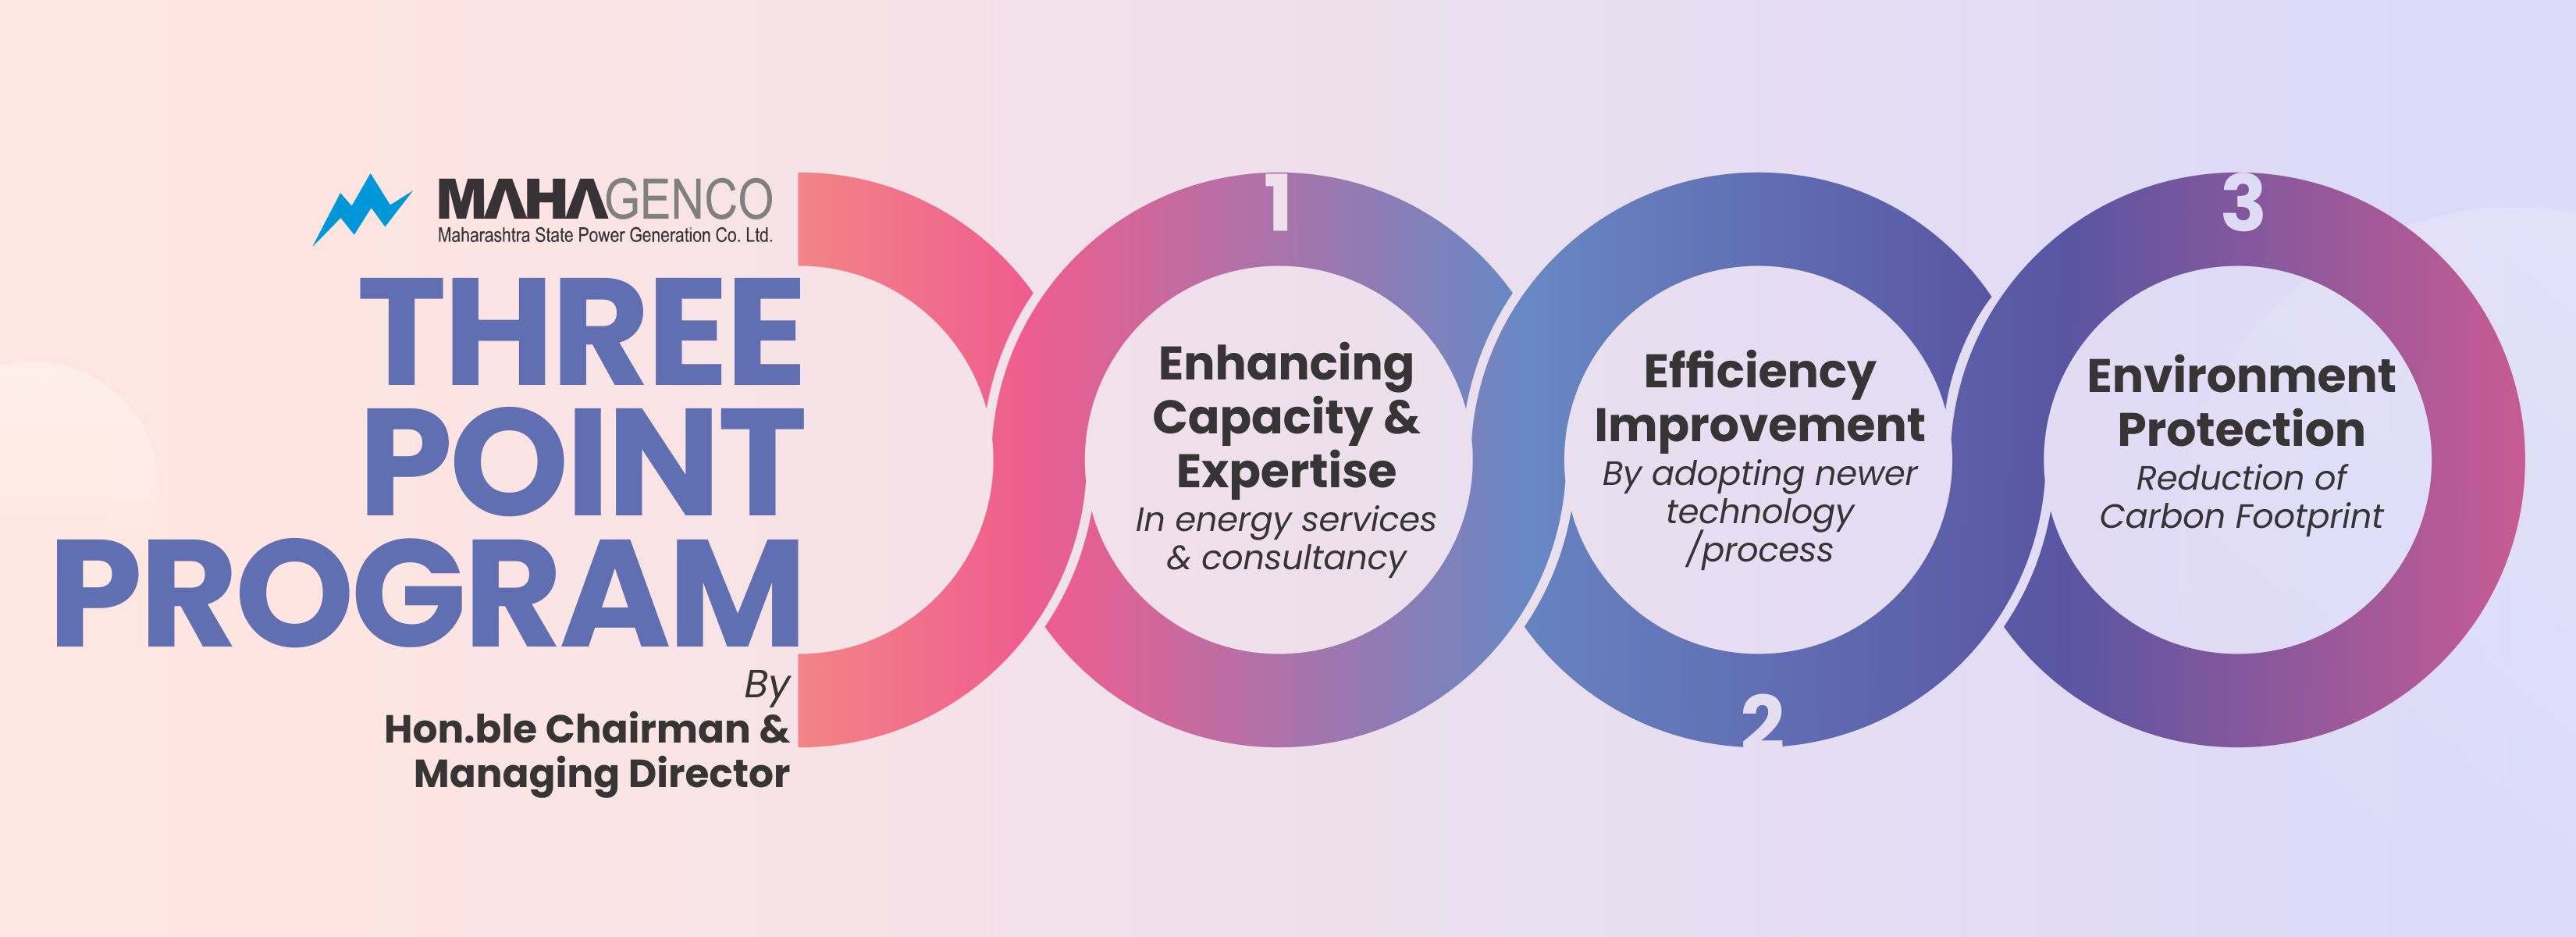 MAHAGENCO
Maharashtra State Power Generation Co. Ltd.
THREE
POINT
PROGRAM
By
Hon.ble Chairman &
Managing Director
1
Enhancing
Capacity &
Expertise
In energy services
& consultancy
Efficiency
Improvement
By adopting newer
technology
/process
2
3
Environment
Protection
Reduction of
Carbon Footprint